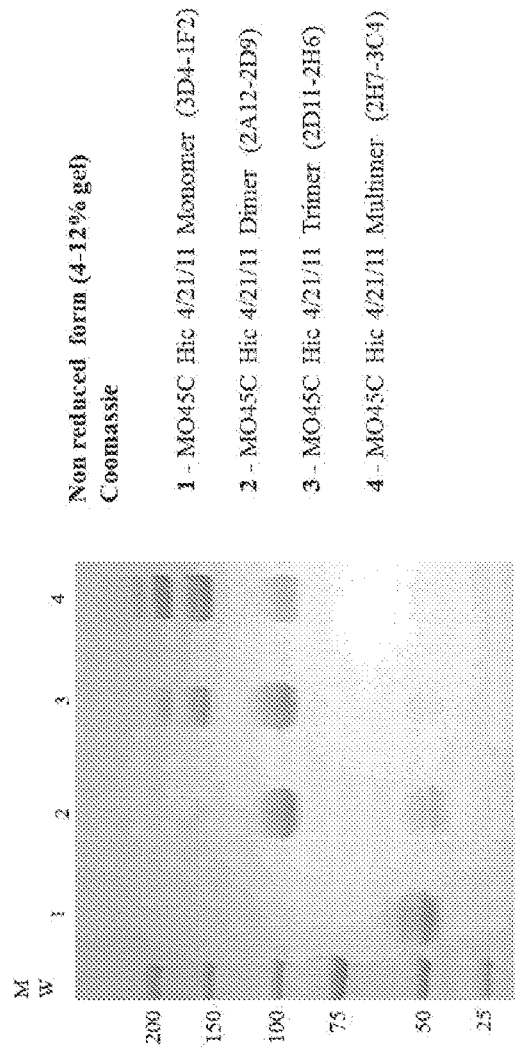 M
W
1 2 3 4
200
150
100
75
50
25
Non reduced form (4-12% gel)
Coomassie
1 - MO45C Hic 4/21/11 Monomer (3D4-1F2)
2 - MO45C Hic 4/21/11 Dimer (2A12-2D9)
3 - MO45C Hic 4/21/11 Trimer (2D11-2H6)
4 - MO45C Hic 4/21/11 Multimer (2H7-3C4)